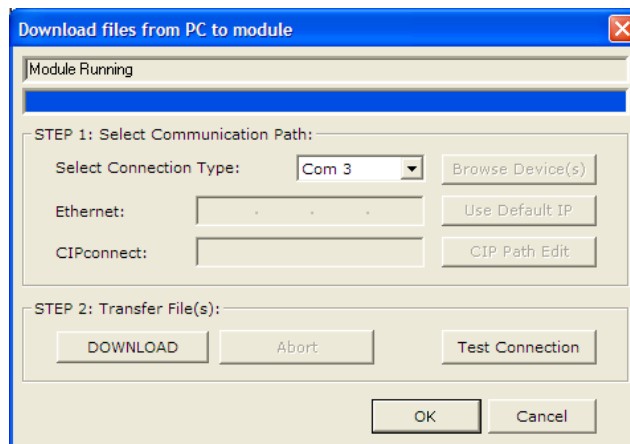 Download files from PC to module
Module Running
STEP 1: Select Communication Path:
Select Connection Type: Com 3 Browse Device(s)
Ethernet: . . . Use Default IP
CIPconnect: CIP Path Edit
STEP 2: Transfer File(s):
DOWNLOAD Abort Test Connection
OK Cancel